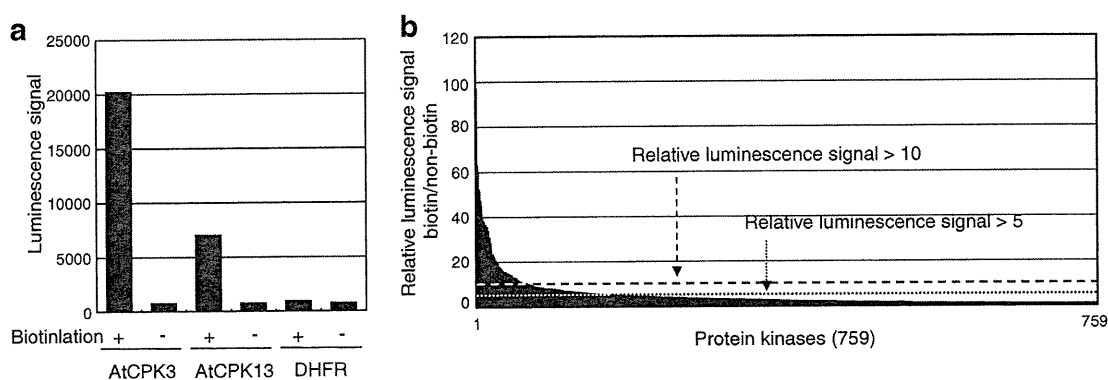 a
25000
20000
15000
10000
5000
0
Luminescence signal
Biotinlation + - + - + -
AtCPK3 AtCPK13 DHFR
b
120
100
80
60
40
20
0
Relative luminescence signal
biotin/non-biotin
Relative luminescence signal > 10
Relative luminescence signal > 5
1 759
Protein kinases (759)